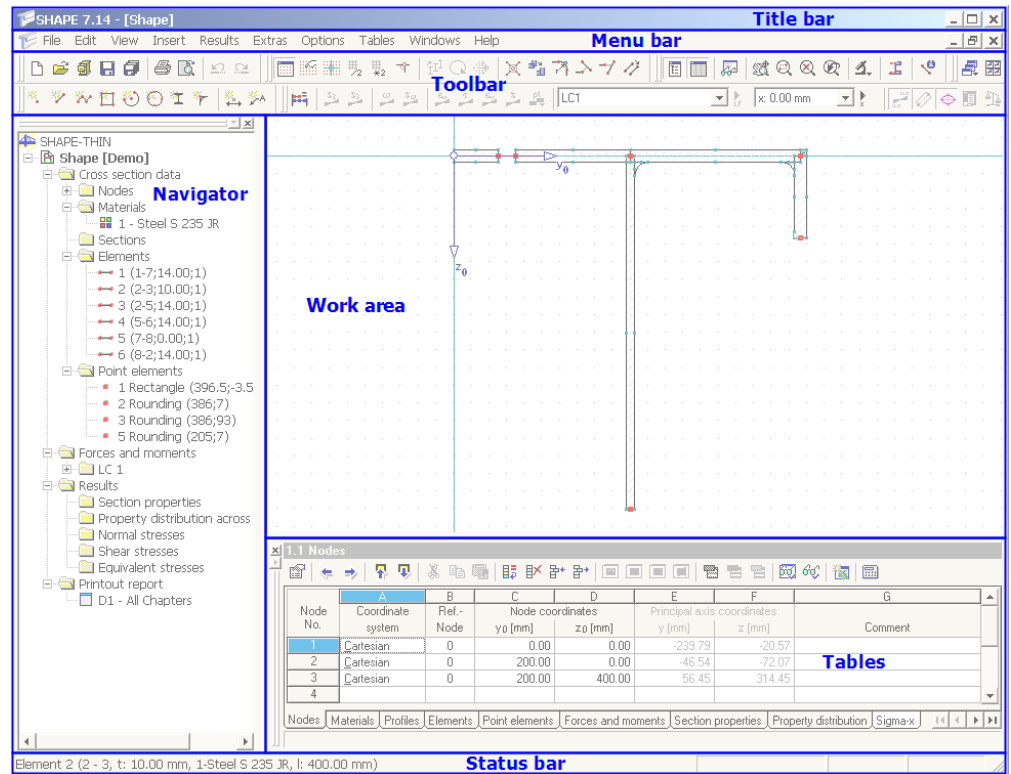 SHAPE 7.14 - [Shape]
Title bar
File Edit View Insert Results Extras Options Tables Windows Help
Menu bar
Toolbar
LC1
x: 0.00 mm
SHAPE-THIN
Shape [Demo]
Cross section data
Nodes
Navigator
Materials
1 - Steel S 235 JR
Sections
Elements
1 (1-7;14.00;1)
2 (2-3;10.00;1)
3 (2-5;14.00;1)
4 (5-6;14.00;1)
5 (7-8;0.00;1)
6 (8-2;14.00;1)
Point elements
1 Rectangle (396.5;-3.5
2 Rounding (386;7)
3 Rounding (386;93)
5 Rounding (205;7)
Forces and moments
LC 1
Results
Section properties
Property distribution across
Normal stresses
Shear stresses
Equivalent stresses
Printout report
D1 - All Chapters
y0
z0
Work area
1.1 Nodes
A B C D E F G
Node Coordinate Ref.- Node coordinates Principal axis coordinates
No. system Node y0 [mm] z0 [mm] y [mm] z [mm] Comment
1 Cartesian 0 0.00 0.00 -239.79 -20.57
2 Cartesian 0 200.00 0.00 -46.54 -72.07
3 Cartesian 0 200.00 400.00 56.45 314.45
4
Tables
Nodes Materials Profiles Elements Point elements Forces and moments Section properties Property distribution Sigma-x
Element 2 (2 - 3, t: 10.00 mm, 1-Steel S 235 JR, l: 400.00 mm)
Status bar